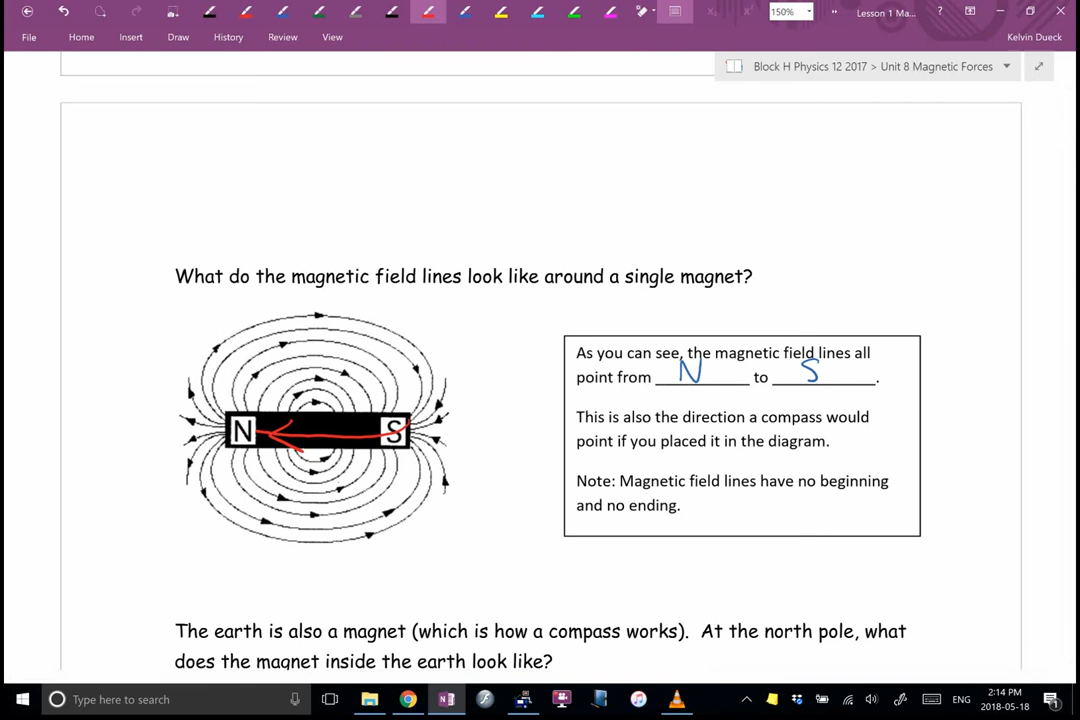 150%
Lesson 1 Ma...
?
File
Home
Insert
Draw
History
Review
View
Kelvin Dueck
Block H Physics 12 2017 > Unit 8 Magnetic Forces
What do the magnetic field lines look like around a single magnet?
N
S
As you can see, the magnetic field lines all
point from N to S.
This is also the direction a compass would
point if you placed it in the diagram.
Note: Magnetic field lines have no beginning
and no ending.
The earth is also a magnet (which is how a compass works). At the north pole, what
does the magnet inside the earth look like?
Type here to search
ENG
2:14 PM
2018-05-18